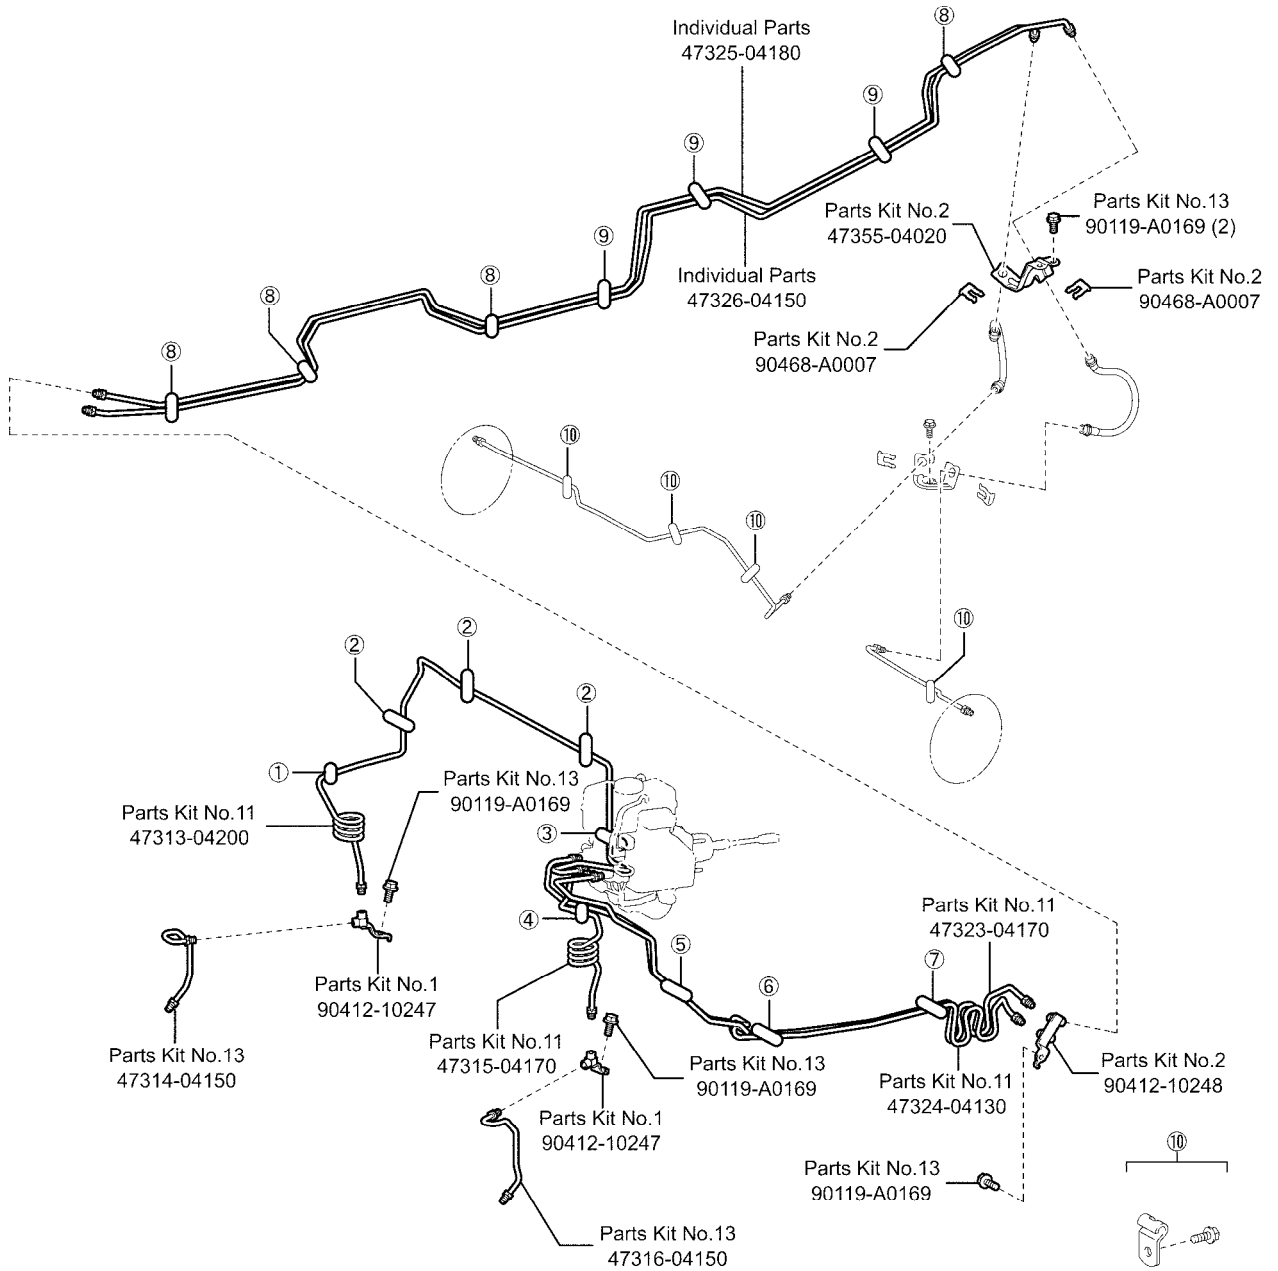 ⑧
Individual Parts
47325-04180
⑨
⑨
Parts Kit No.2
47355-04020
Parts Kit No.13
90119-A0169 (2)
⑨
Individual Parts
47326-04150
⑧
⑧
Parts Kit No.2
90468-A0007
Parts Kit No.2
90468-A0007
⑧
⑩
⑩
⑩
⑩
②
②
②
①
Parts Kit No.13
90119-A0169
Parts Kit No.11
47313-04200
③
④
Parts Kit No.11
47323-04170
⑤
⑦
⑥
Parts Kit No.1
90412-10247
Parts Kit No.13
47314-04150
Parts Kit No.11
47315-04170
Parts Kit No.13
90119-A0169
Parts Kit No.11
47324-04130
Parts Kit No.2
90412-10248
Parts Kit No.1
90412-10247
⑩
Parts Kit No.13
90119-A0169
Parts Kit No.13
47316-04150